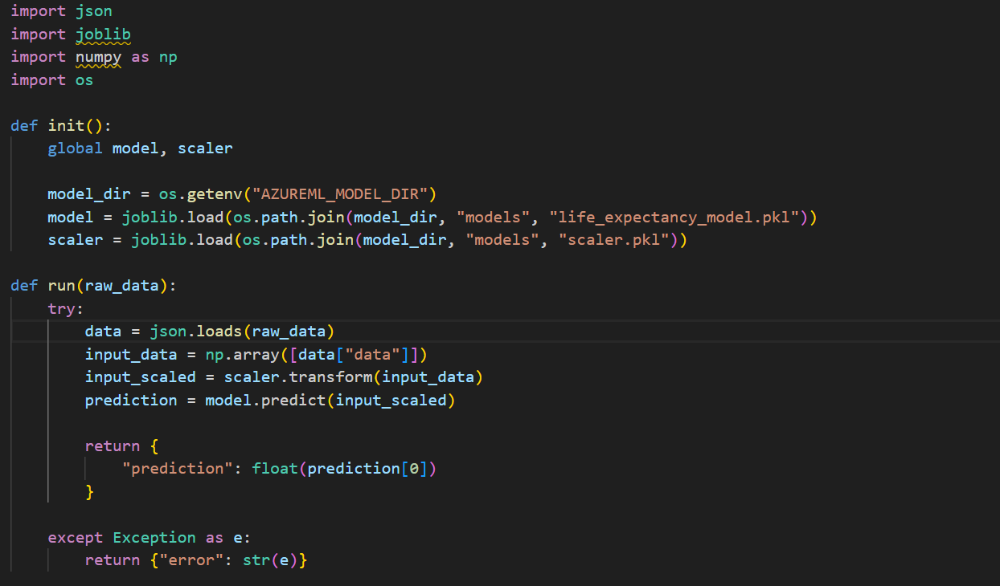 import json
import joblib
import numpy as np
import os
def init():
    global model, scaler
    model_dir = os.getenv("AZUREML_MODEL_DIR")
    model = joblib.load(os.path.join(model_dir, "models", "life_expectancy_model.pkl"))
    scaler = joblib.load(os.path.join(model_dir, "models", "scaler.pkl"))
def run(raw_data):
    try:
        data = json.loads(raw_data)
        input_data = np.array([data["data"]])
        input_scaled = scaler.transform(input_data)
        prediction = model.predict(input_scaled)
        return {
            "prediction": float(prediction[0])
        }
    except Exception as e:
        return {"error": str(e)}